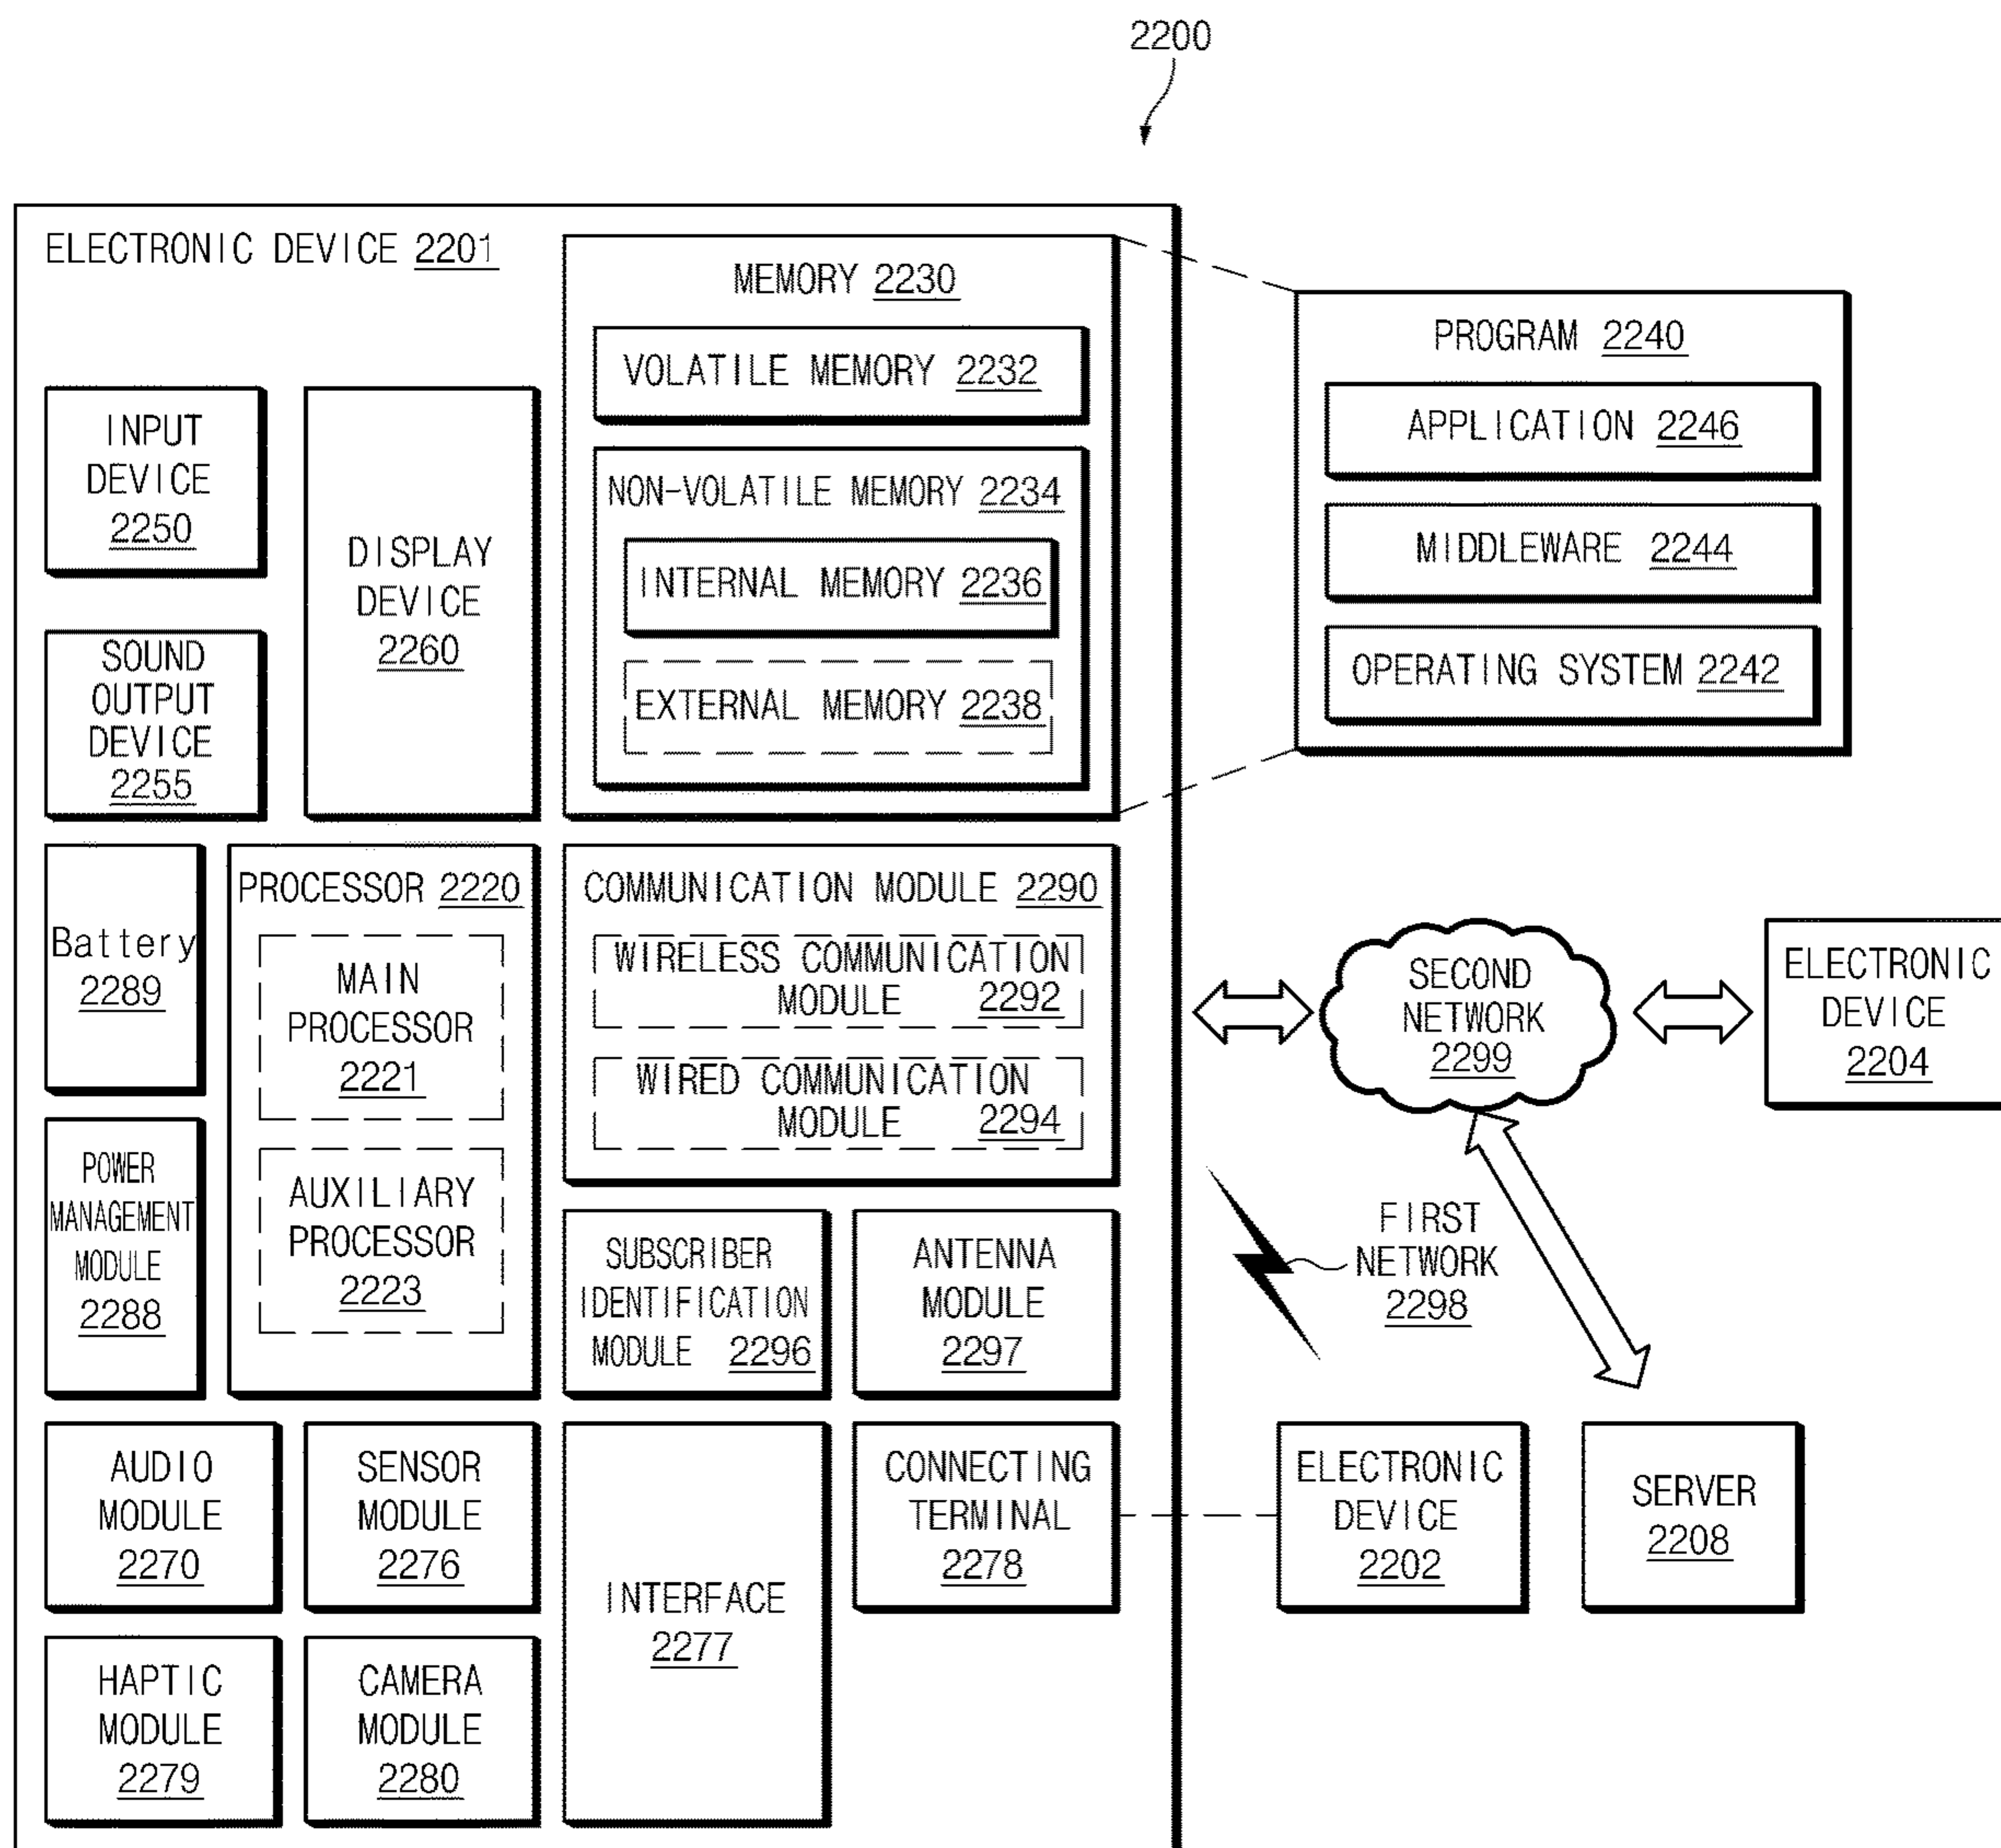 2200
ELECTRONIC DEVICE 2201
MEMORY 2230
VOLATILE MEMORY 2232
NON-VOLATILE MEMORY 2234
INTERNAL MEMORY 2236
EXTERNAL MEMORY 2238
PROGRAM 2240
APPLICATION 2246
MIDDLEWARE 2244
OPERATING SYSTEM 2242
INPUT
DEVICE
2250
SOUND
OUTPUT
DEVICE
2255
DISPLAY
DEVICE
2260
Battery
2289
POWER
MANAGEMENT
MODULE
2288
PROCESSOR 2220
MAIN
PROCESSOR
2221
AUXILIARY
PROCESSOR
2223
COMMUNICATION MODULE 2290
WIRELESS COMMUNICATION
MODULE 2292
WIRED COMMUNICATION
MODULE 2294
SUBSCRIBER
IDENTIFICATION
MODULE 2296
ANTENNA
MODULE
2297
SECOND
NETWORK
2299
ELECTRONIC
DEVICE
2204
FIRST
NETWORK
2298
AUDIO
MODULE
2270
SENSOR
MODULE
2276
INTERFACE
2277
CONNECTING
TERMINAL
2278
ELECTRONIC
DEVICE
2202
SERVER
2208
HAPTIC
MODULE
2279
CAMERA
MODULE
2280